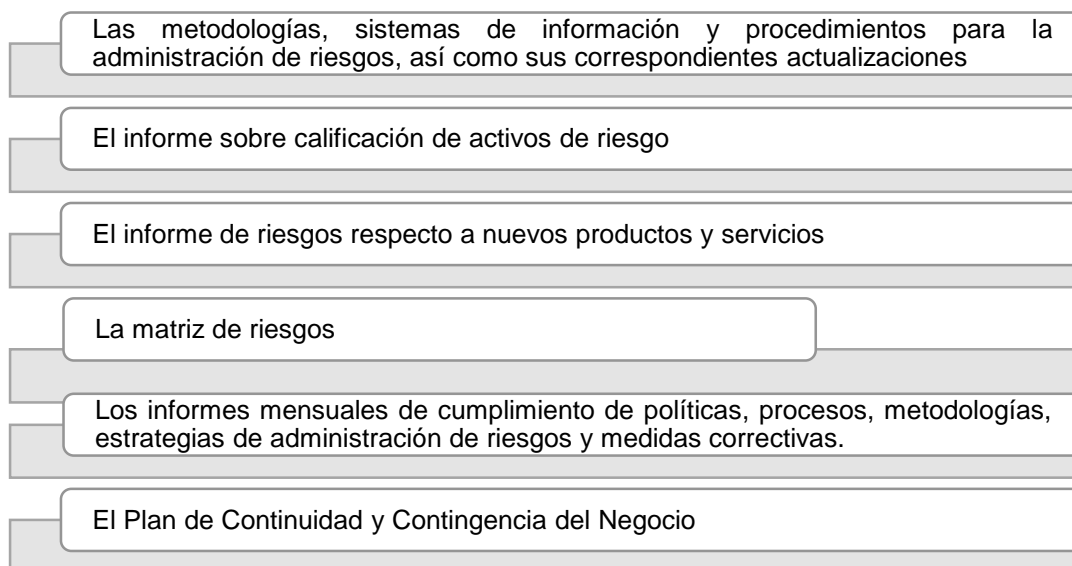 Las metodologías, sistemas de información y procedimientos para la
administración de riesgos, así como sus correspondientes actualizaciones
El informe sobre calificación de activos de riesgo
El informe de riesgos respecto a nuevos productos y servicios
La matriz de riesgos
Los informes mensuales de cumplimiento de políticas, procesos, metodologías,
estrategias de administración de riesgos y medidas correctivas.
El Plan de Continuidad y Contingencia del Negocio